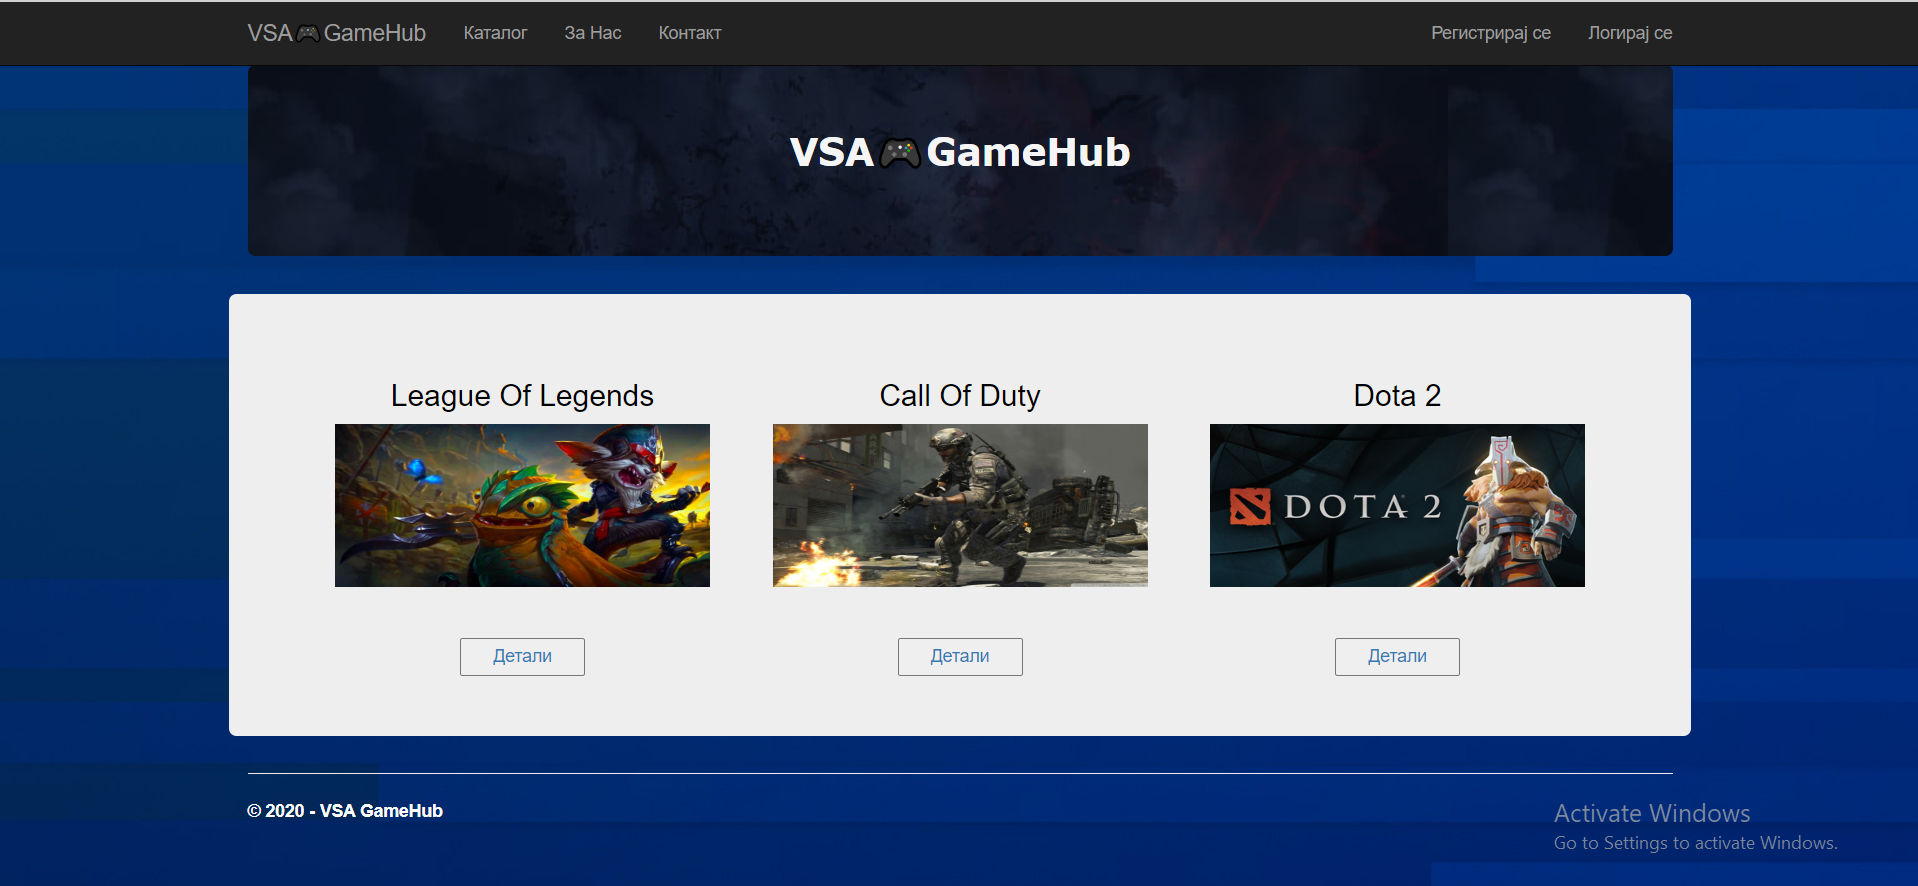 VSA🎮GameHub Каталог За Нас Контакт Регистрирај се Логирај се
VSA🎮GameHub
League Of Legends Call Of Duty Dota 2
DOTA 2
Детали Детали Детали
© 2020 - VSA GameHub
Activate Windows
Go to Settings to activate Windows.